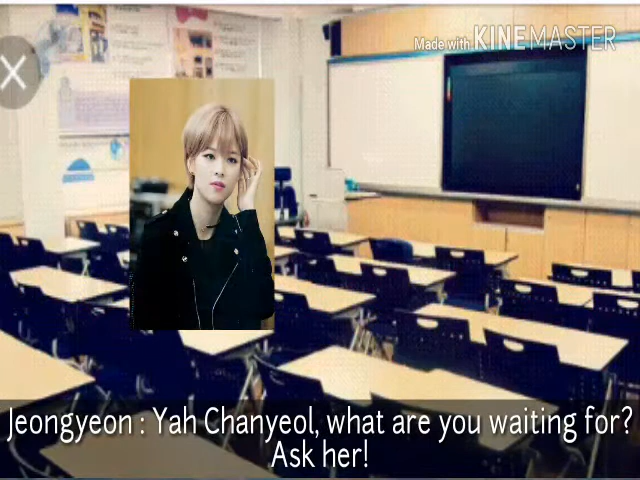 Made with KINEMASTER
Jeongyeon : Yah Chanyeol, what are you waiting for?
Ask her!